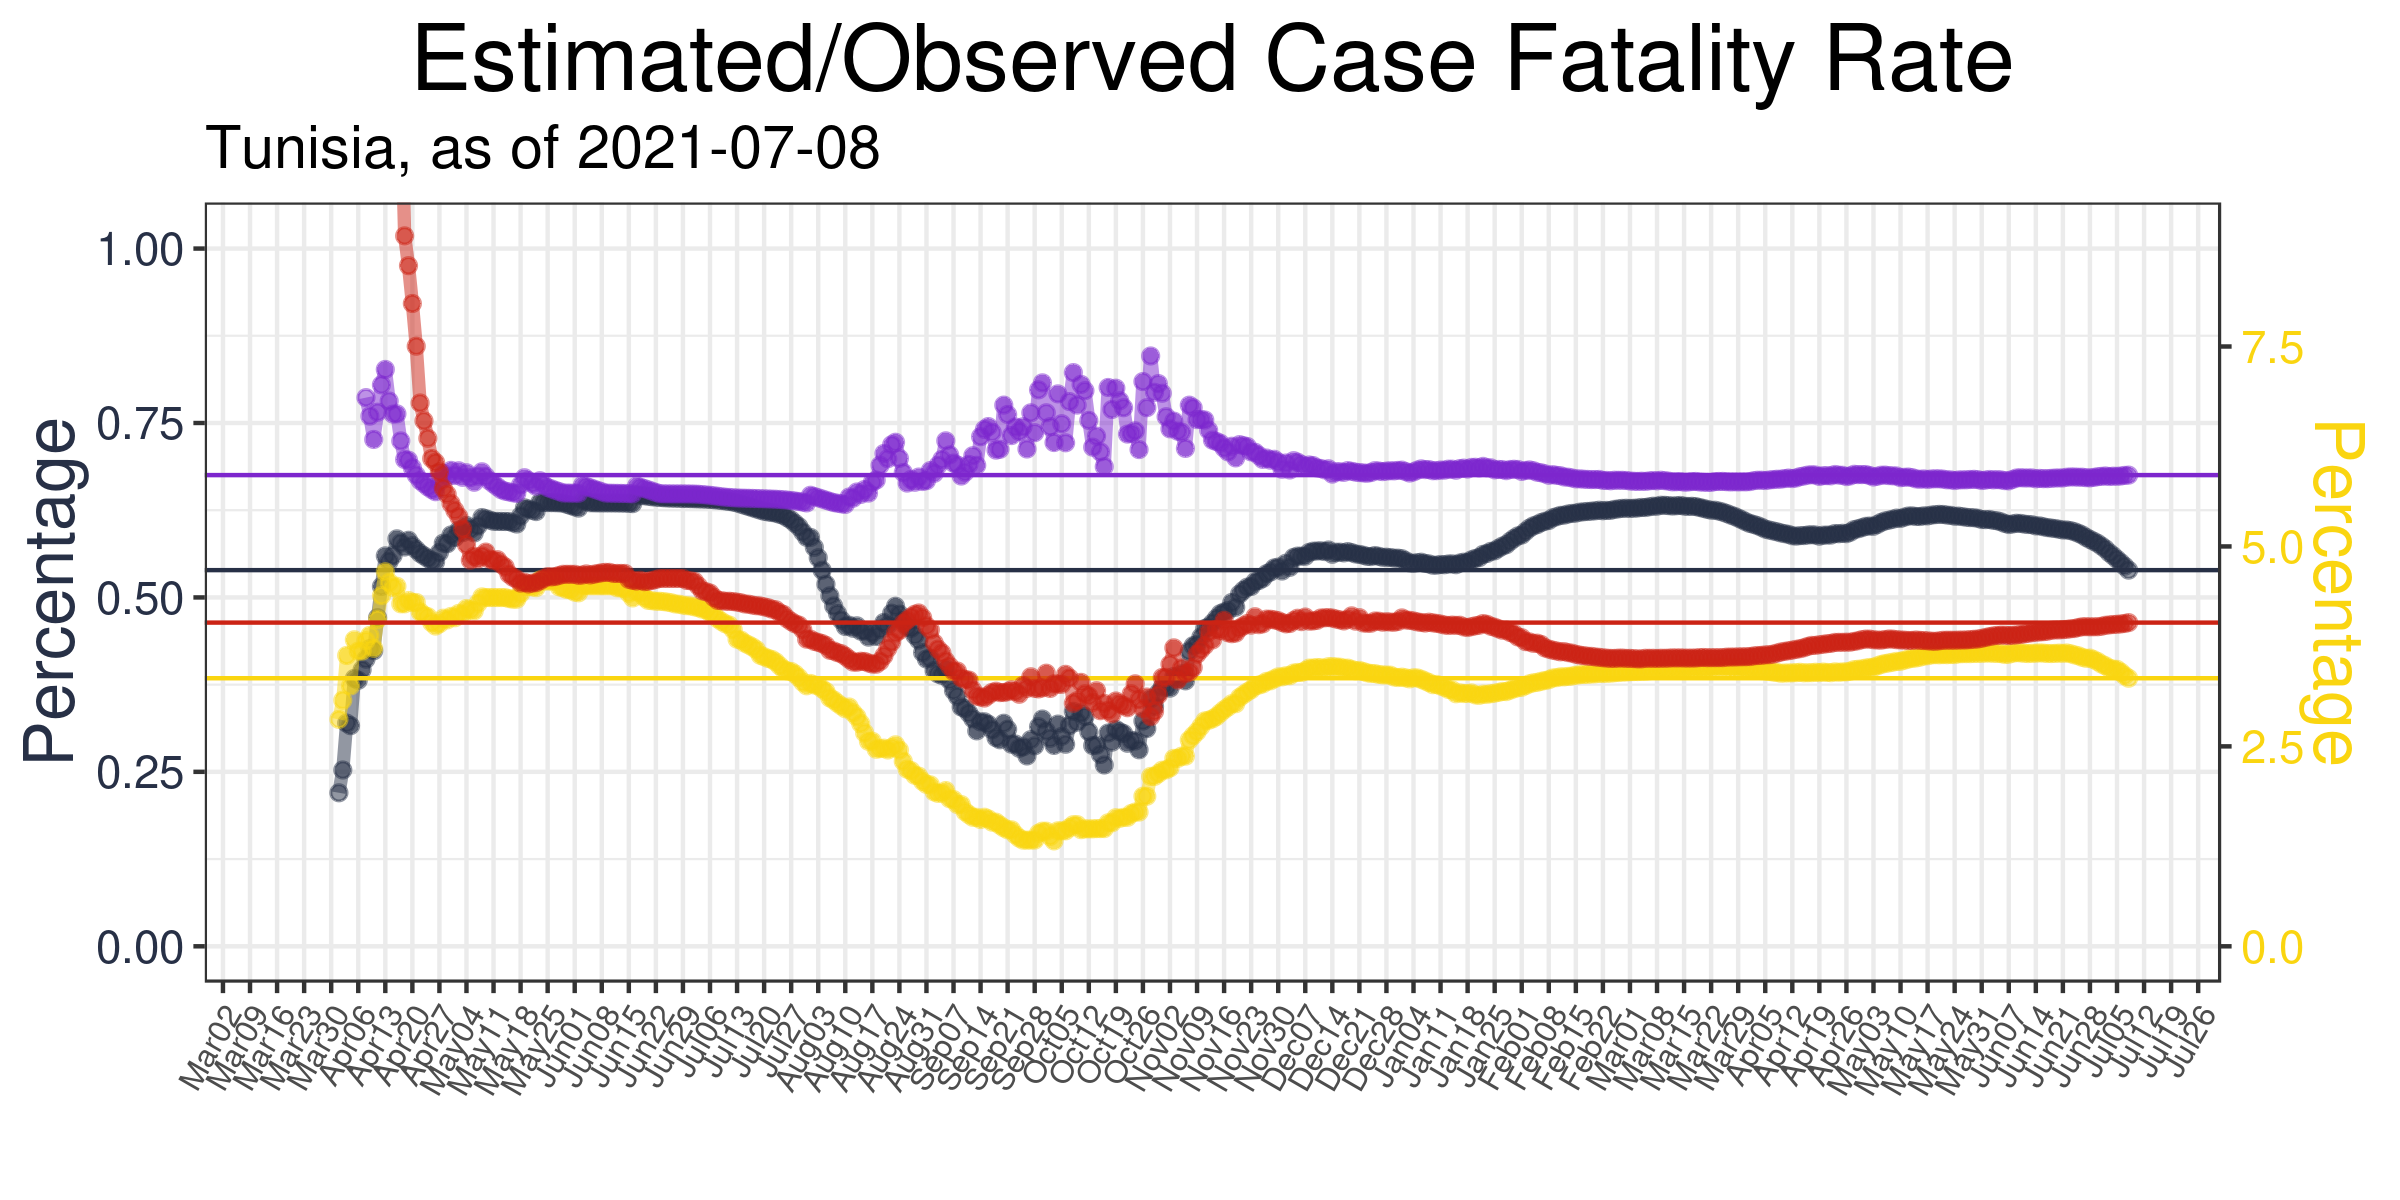 Estimated/Observed Case Fatality Rate
Tunisia, as of 2021-07-08
Percentage
1.00
0.75
0.50
0.25
0.00
7.5
5.0
2.5
0.0
Percentage
Mar02
Mar09
Mar16
Mar23
Mar30
Apr06
Apr13
Apr20
Apr27
May04
May11
May18
May25
Jun01
Jun08
Jun15
Jun22
Jun29
Jul06
Jul13
Jul20
Jul27
Aug03
Aug10
Aug17
Aug24
Aug31
Sep07
Sep14
Sep21
Sep28
Oct05
Oct12
Oct19
Oct26
Nov02
Nov09
Nov16
Nov23
Nov30
Dec07
Dec14
Dec21
Dec28
Jan04
Jan11
Jan18
Jan25
Feb01
Feb08
Feb15
Feb22
Mar01
Mar08
Mar15
Mar22
Mar29
Apr05
Apr12
Apr19
Apr26
May03
May10
May17
May24
May31
Jun07
Jun14
Jun21
Jun28
Jul05
Jul12
Jul19
Jul26